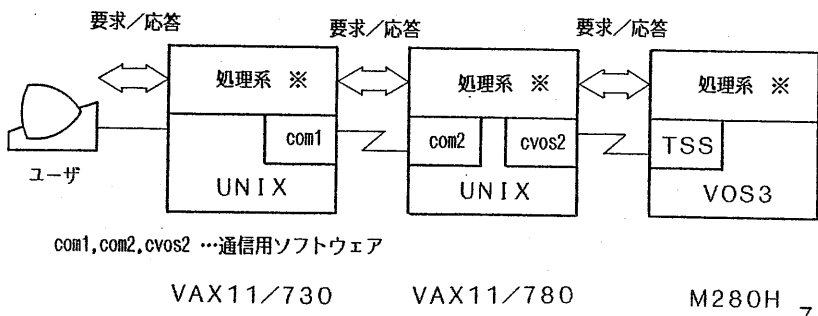 要求／応答
要求／応答
要求／応答
処理系 ※
処理系 ※
処理系 ※
com1
com2
cvos2
TSS
ユーザ
UNIX
UNIX
VOS3
com1,com2,cvos2 …通信用ソフトウェア
VAX11/730
VAX11/780
M280H
7